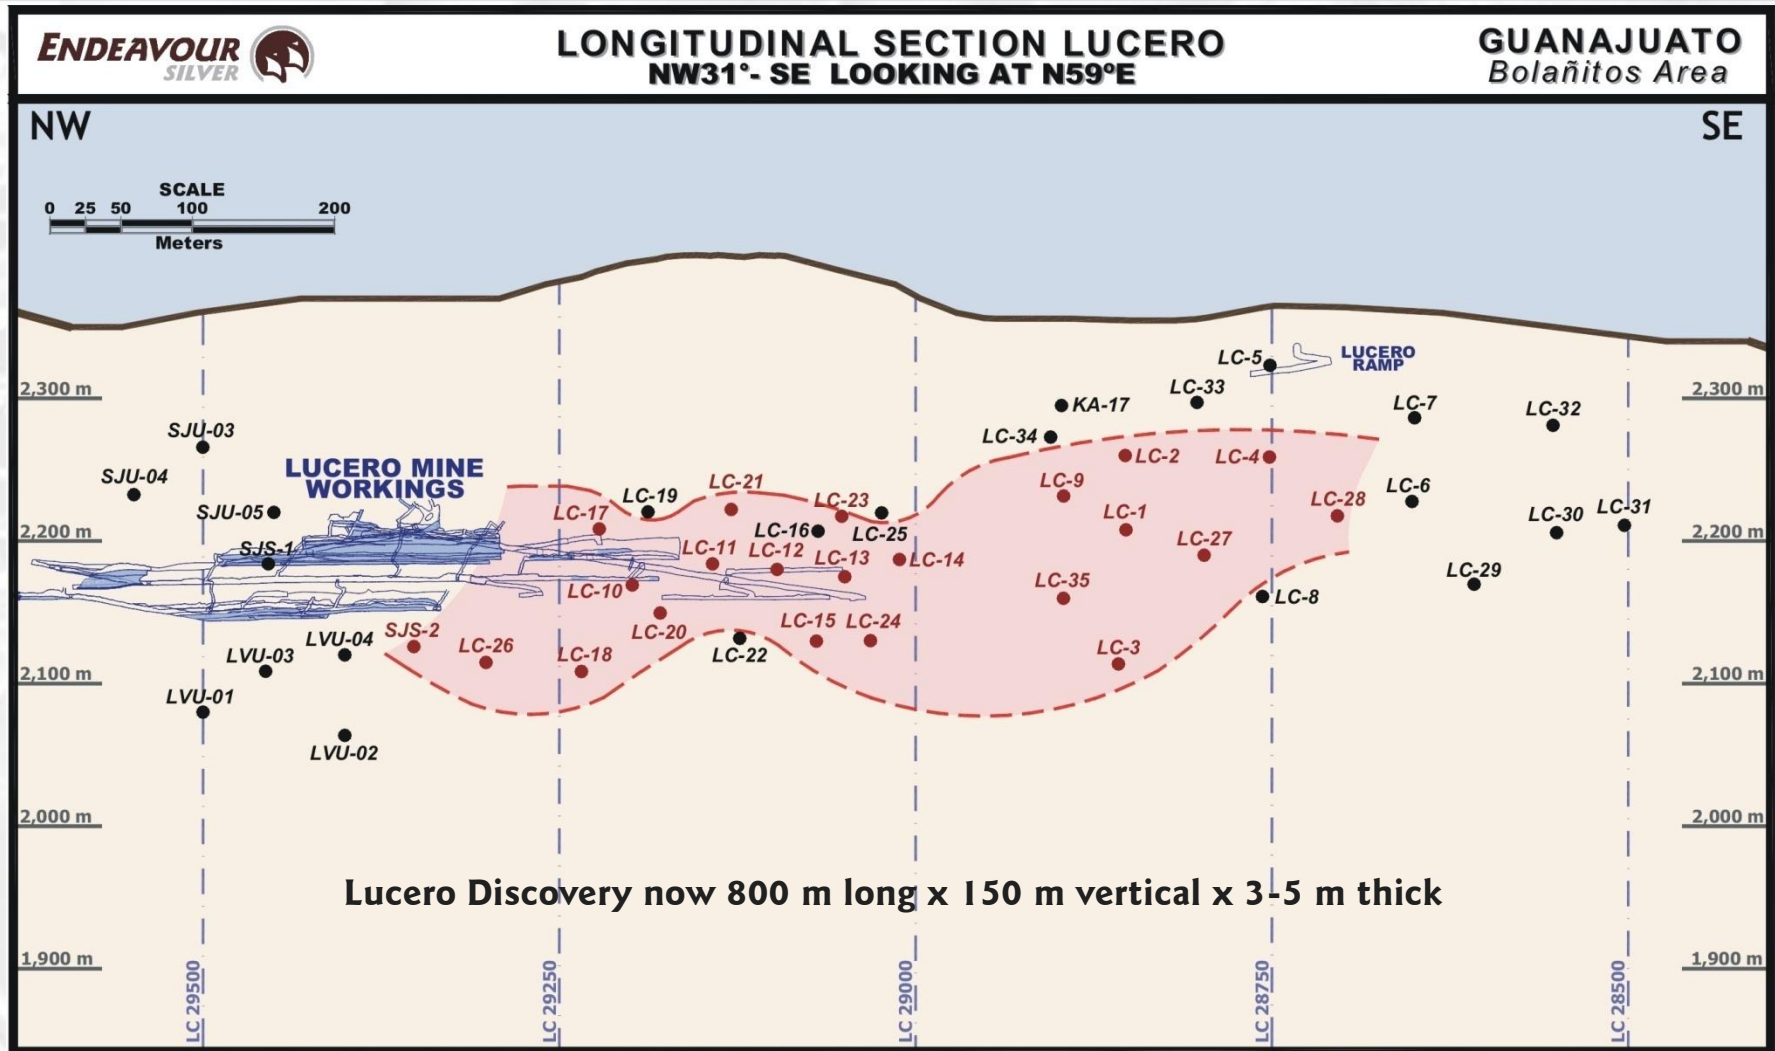 ENDEAVOUR
SILVER
LONGITUDINAL SECTION LUCERO
NW31°- SE LOOKING AT N59ºE
GUANAJUATO
Bolañitos Area
NW
SE
SCALE
0 25 50 100 200
Meters
LC-5
LUCERO
RAMP
2,300 m
LC-33
2,300 m
KA-17
LC-7
LC-32
SJU-03
LC-34
LUCERO MINE
WORKINGS
LC-2
LC-4
SJU-04
LC-21
LC-9
LC-6
LC-19
LC-23
LC-28
LC-31
SJU-05
LC-17
LC-16
LC-25
LC-1
LC-30
2,200 m
2,200 m
SJS-1
LC-11
LC-12
LC-13
LC-14
LC-27
LC-29
LC-10
LC-35
LC-8
SJS-2
LC-20
LC-15
LC-24
LVU-04
LC-26
LC-18
LC-22
LC-3
LVU-03
2,100 m
2,100 m
LVU-01
LVU-02
2,000 m
2,000 m
Lucero Discovery now 800 m long x 150 m vertical x 3-5 m thick
1,900 m
1,900 m
LC 29500
LC 29250
LC 29000
LC 28750
LC 28500